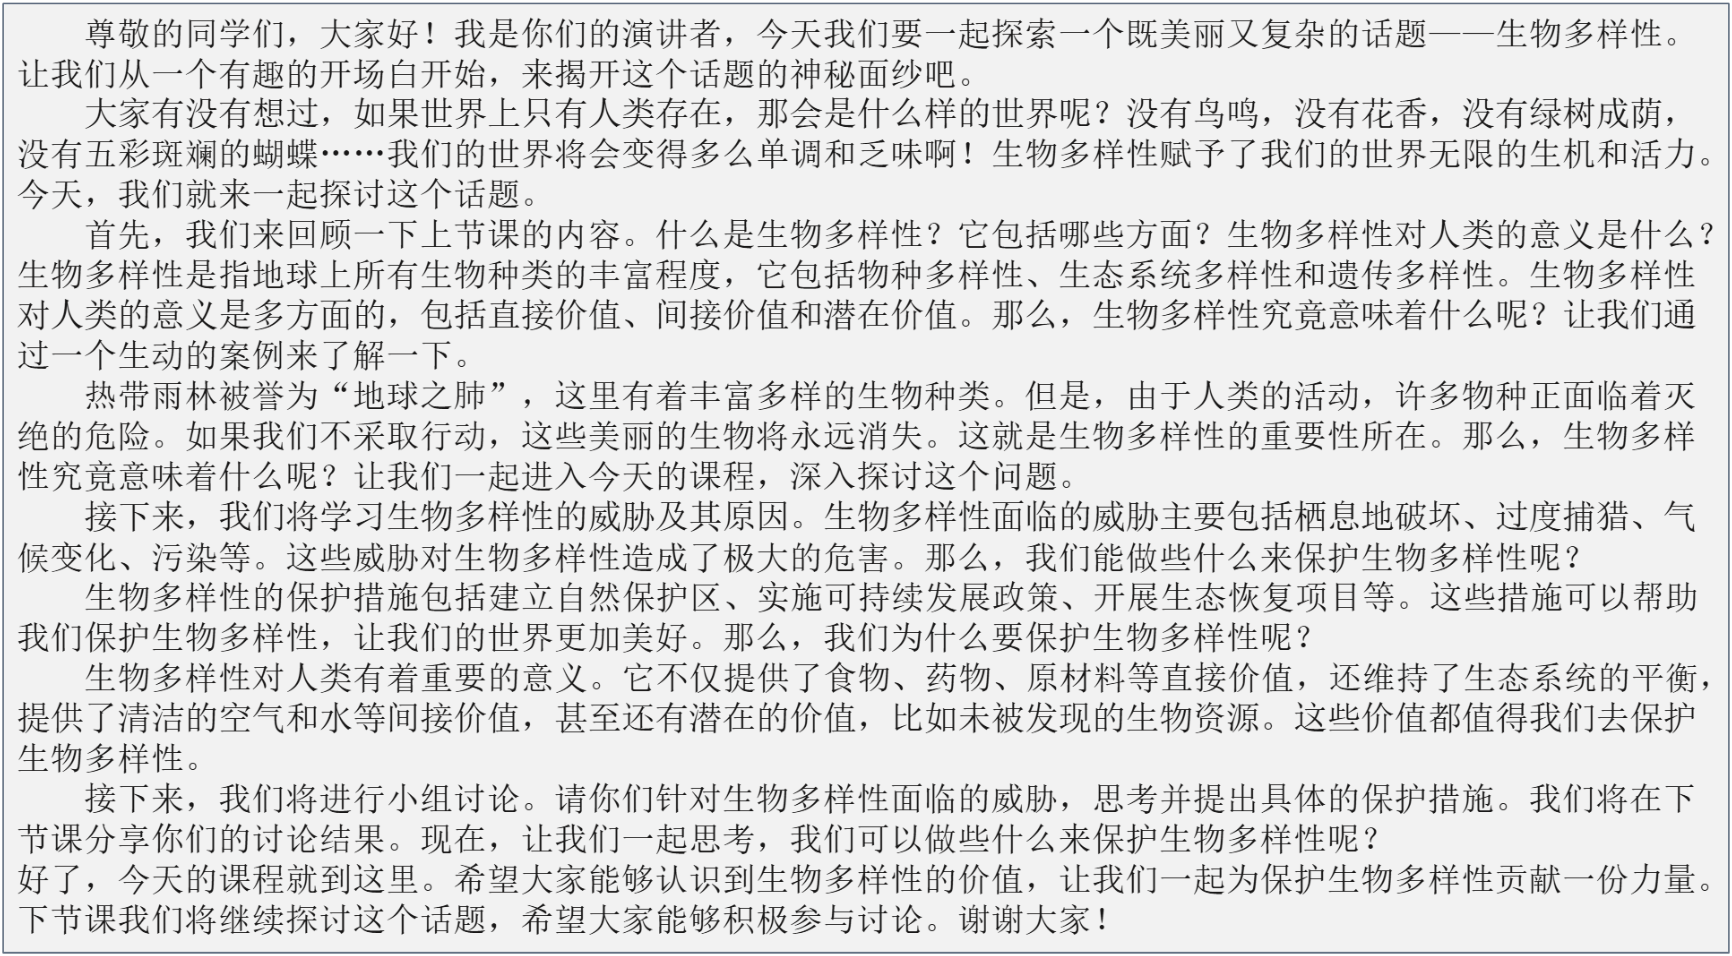 尊敬的同学们，大家好！我是你们的演讲者，今天我们要一起探索一个既美丽又复杂的话题——生物多样性。
让我们从一个有趣的开场白开始，来揭开这个话题的神秘面纱吧。
大家有没有想过，如果世界上只有人类存在，那会是什么样的世界呢？没有鸟鸣，没有花香，没有绿树成荫，
没有五彩斑斓的蝴蝶……我们的世界将会变得多么单调和乏味啊！生物多样性赋予了我们的世界无限的生机和活力。
今天，我们就来一起探讨这个话题。
首先，我们来回顾一下上节课的内容。什么是生物多样性？它包括哪些方面？生物多样性对人类的意义是什么？
生物多样性是指地球上所有生物种类的丰富程度，它包括物种多样性、生态系统多样性和遗传多样性。生物多样性
对人类的意义是多方面的，包括直接价值、间接价值和潜在价值。那么，生物多样性究竟意味着什么呢？让我们通
过一个生动的案例来了解一下。
热带雨林被誉为“地球之肺”，这里有着丰富多样的生物种类。但是，由于人类的活动，许多物种正面临着灭
绝的危险。如果我们不采取行动，这些美丽的生物将永远消失。这就是生物多样性的重要性所在。那么，生物多样
性究竟意味着什么呢？让我们一起进入今天的课程，深入探讨这个问题。
接下来，我们将学习生物多样性的威胁及其原因。生物多样性面临的威胁主要包括栖息地破坏、过度捕猎、气
候变化、污染等。这些威胁对生物多样性造成了极大的危害。那么，我们能做些什么来保护生物多样性呢？
生物多样性的保护措施包括建立自然保护区、实施可持续发展政策、开展生态恢复项目等。这些措施可以帮助
我们保护生物多样性，让我们的世界更加美好。那么，我们为什么要保护生物多样性呢？
生物多样性对人类有着重要的意义。它不仅提供了食物、药物、原材料等直接价值，还维持了生态系统的平衡，
提供了清洁的空气和水等间接价值，甚至还有潜在的价值，比如未被发现的生物资源。这些价值都值得我们去保护
生物多样性。
接下来，我们将进行小组讨论。请你们针对生物多样性面临的威胁，思考并提出具体的保护措施。我们将在下
节课分享你们的讨论结果。现在，让我们一起思考，我们可以做些什么来保护生物多样性呢？
好了，今天的课程就到这里。希望大家能够认识到生物多样性的价值，让我们一起为保护生物多样性贡献一份力量。
下节课我们将继续探讨这个话题，希望大家能够积极参与讨论。谢谢大家！